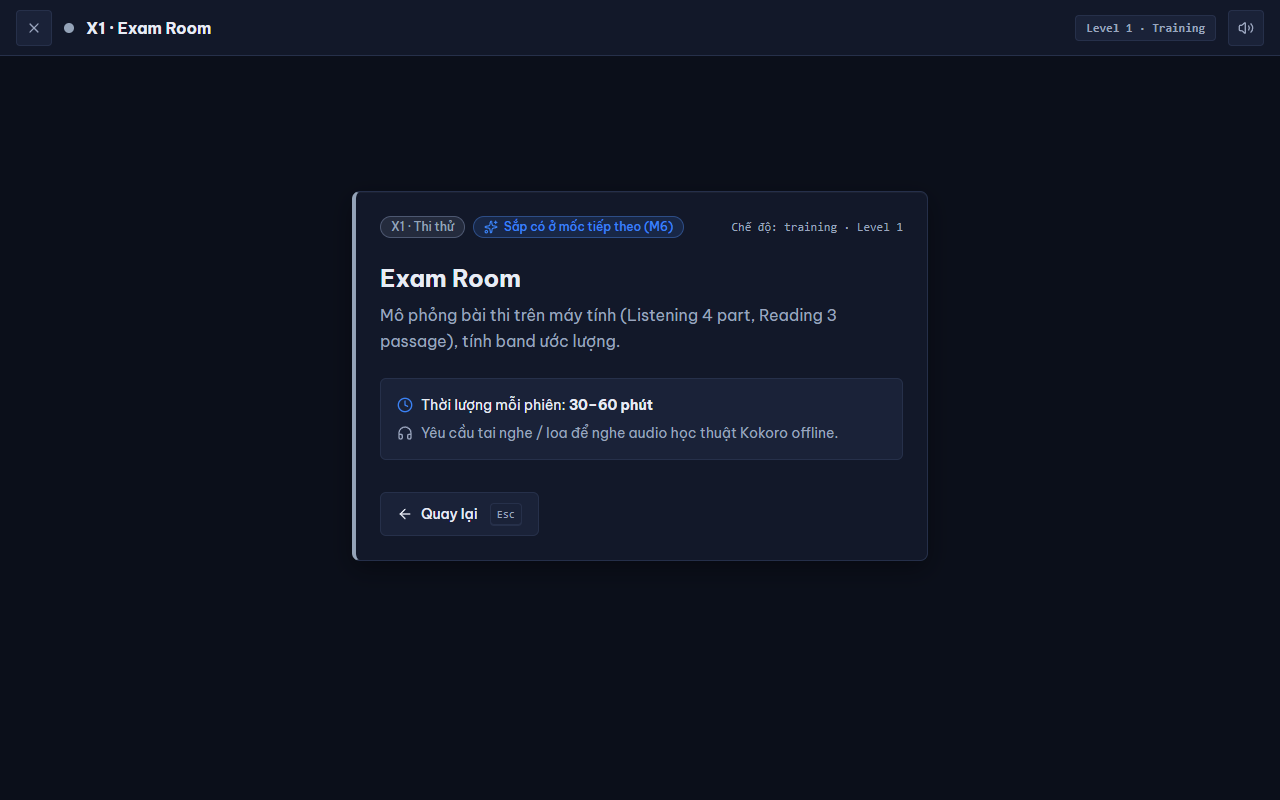 X1 · Exam Room
Level 1 · Training
X1 · Thi thử
Sắp có ở mốc tiếp theo (M6)
Chế độ: training · Level 1
Exam Room
Mô phỏng bài thi trên máy tính (Listening 4 part, Reading 3
passage), tính band ước lượng.
Thời lượng mỗi phiên: 30–60 phút
Yêu cầu tai nghe / loa để nghe audio học thuật Kokoro offline.
Quay lại Esc